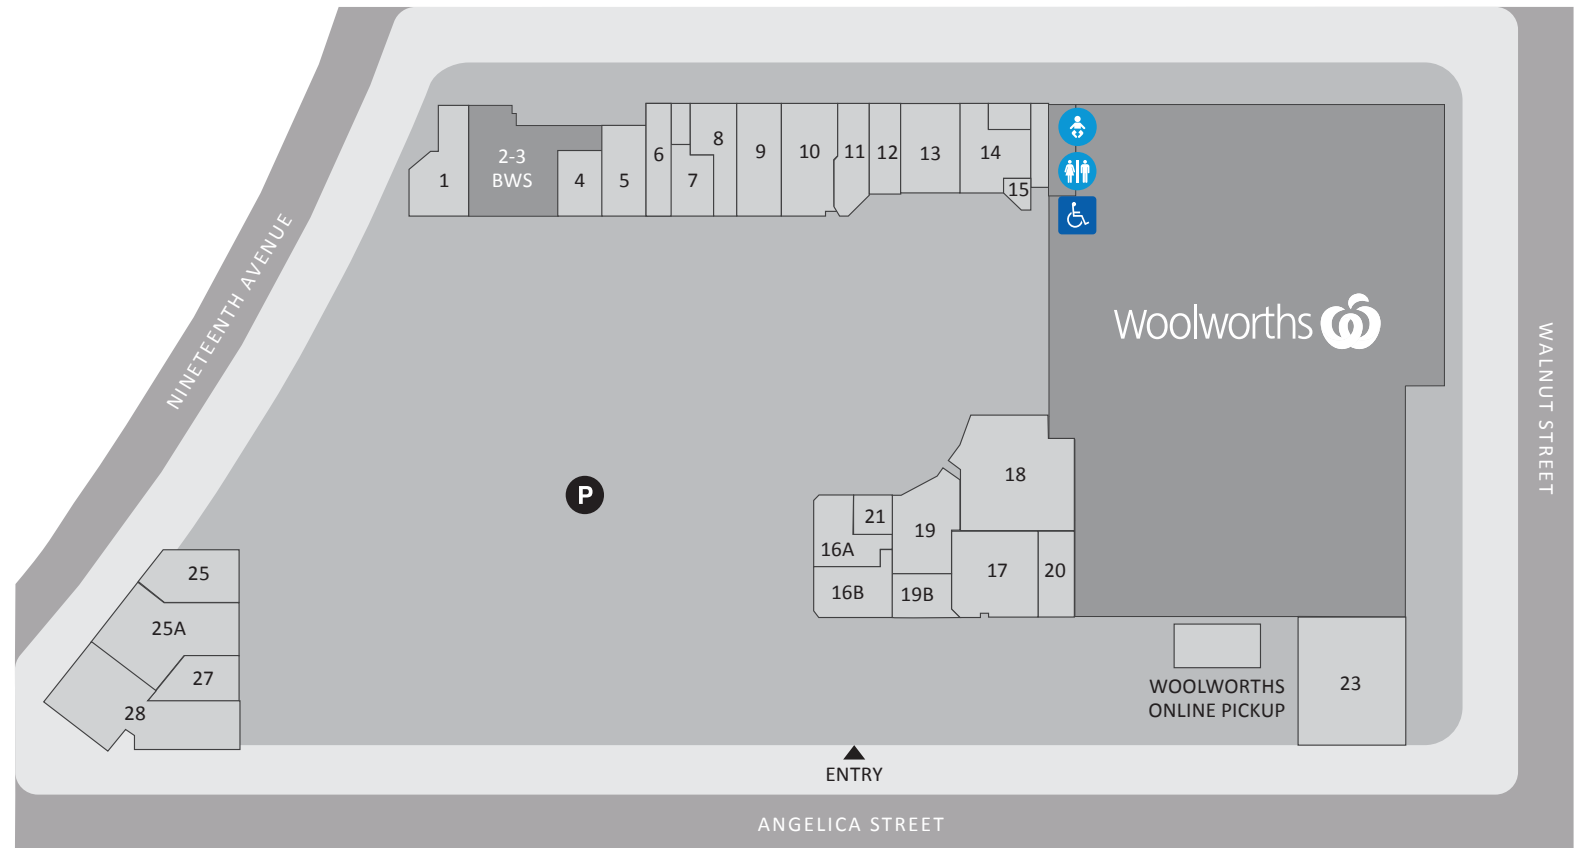 2-3
BWS
1
4
5
6
7
8
9
10
11
12
13
14
15
NINETEENTH AVENUE
Woolworths
WALNUT STREET
P
18
21
19
16A
17
20
16B
19B
25
25A
27
28
WOOLWORTHS
ONLINE PICKUP
23
ENTRY
ANGELICA STREET